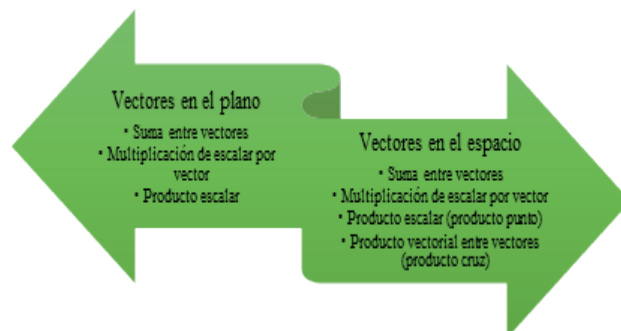 Vectores en el plano
• Suma entre vectores
• Multiplicación de escalar por
vector
• Producto escalar
Vectores en el espacio
• Suma entre vectores
• Multiplicación de escalar por vector
• Producto escalar (producto punto)
• Producto vectorial entre vectores
(producto cruz)